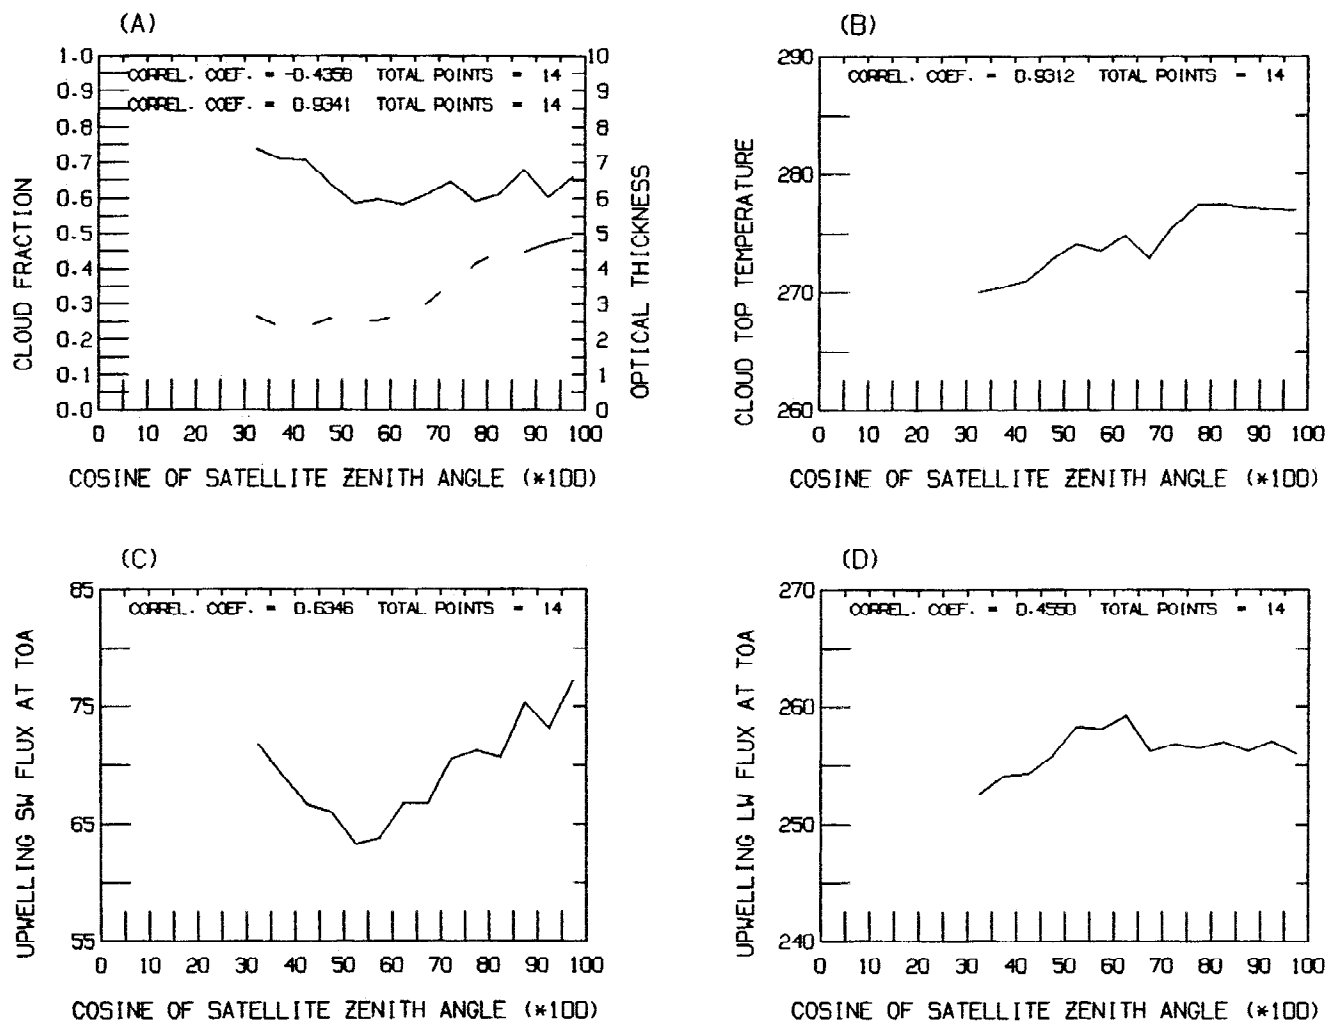 (A)
CORREL. COEF. = -0.4358 TOTAL POINTS = 14
CORREL. COEF. = 0.9341 TOTAL POINTS = 14
1.0
0.9
0.8
0.7
0.6
0.5
0.4
0.3
0.2
0.1
0.0
CLOUD FRACTION
10
9
8
7
6
5
4
3
2
1
0
OPTICAL THICKNESS
0 10 20 30 40 50 60 70 80 90 100
COSINE OF SATELLITE ZENITH ANGLE (*100)
(B)
CORREL. COEF. = 0.9312 TOTAL POINTS = 14
290
280
270
260
CLOUD TOP TEMPERATURE
0 10 20 30 40 50 60 70 80 90 100
COSINE OF SATELLITE ZENITH ANGLE (*100)
(C)
CORREL. COEF. = 0.6346 TOTAL POINTS = 14
85
75
65
55
UPWELLING SW FLUX AT TOA
0 10 20 30 40 50 60 70 80 90 100
COSINE OF SATELLITE ZENITH ANGLE (*100)
(D)
CORREL. COEF. = 0.4550 TOTAL POINTS = 14
270
260
250
240
UPWELLING LW FLUX AT TOA
0 10 20 30 40 50 60 70 80 90 100
COSINE OF SATELLITE ZENITH ANGLE (*100)